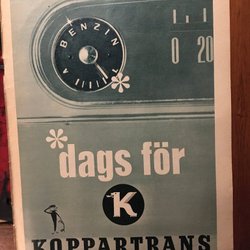 BENZIN
0 20
*
*dags för
K
KOPPARTRANS